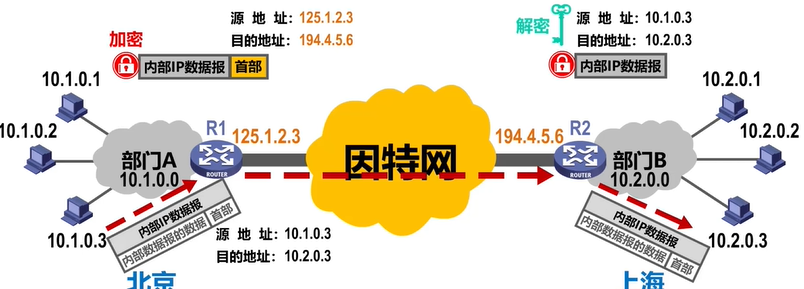 源 地 址：125.1.2.3
目的地址：194.4.5.6
加密
内部IP数据报 首部
解密
源 地 址：10.1.0.3
目的地址：10.2.0.3
内部IP数据报
10.1.0.1
10.1.0.2
10.1.0.3
部门A
10.1.0.0
R1
ROUTER
125.1.2.3
因特网
194.4.5.6
R2
ROUTER
部门B
10.2.0.0
10.2.0.1
10.2.0.2
10.2.0.3
内部IP数据报
内部数据报的数据 首部
源 地 址：10.1.0.3
目的地址：10.2.0.3
内部IP数据报
内部数据报的数据 首部
北京
上海